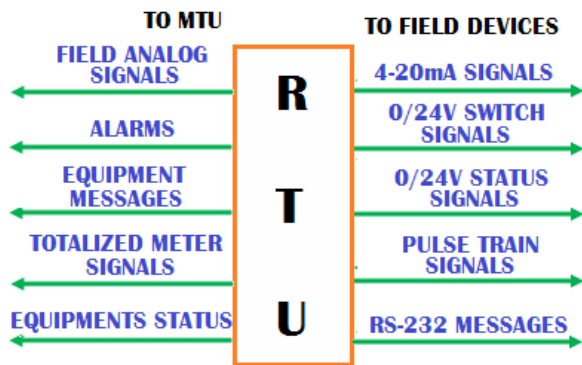 TO MTU
TO FIELD DEVICES
FIELD ANALOG
SIGNALS
ALARMS
EQUIPMENT
MESSAGES
TOTALIZED METER
SIGNALS
EQUIPMENTS STATUS
R
T
U
4-20mA SIGNALS
0/24V SWITCH
SIGNALS
0/24V STATUS
SIGNALS
PULSE TRAIN
SIGNALS
RS-232 MESSAGES